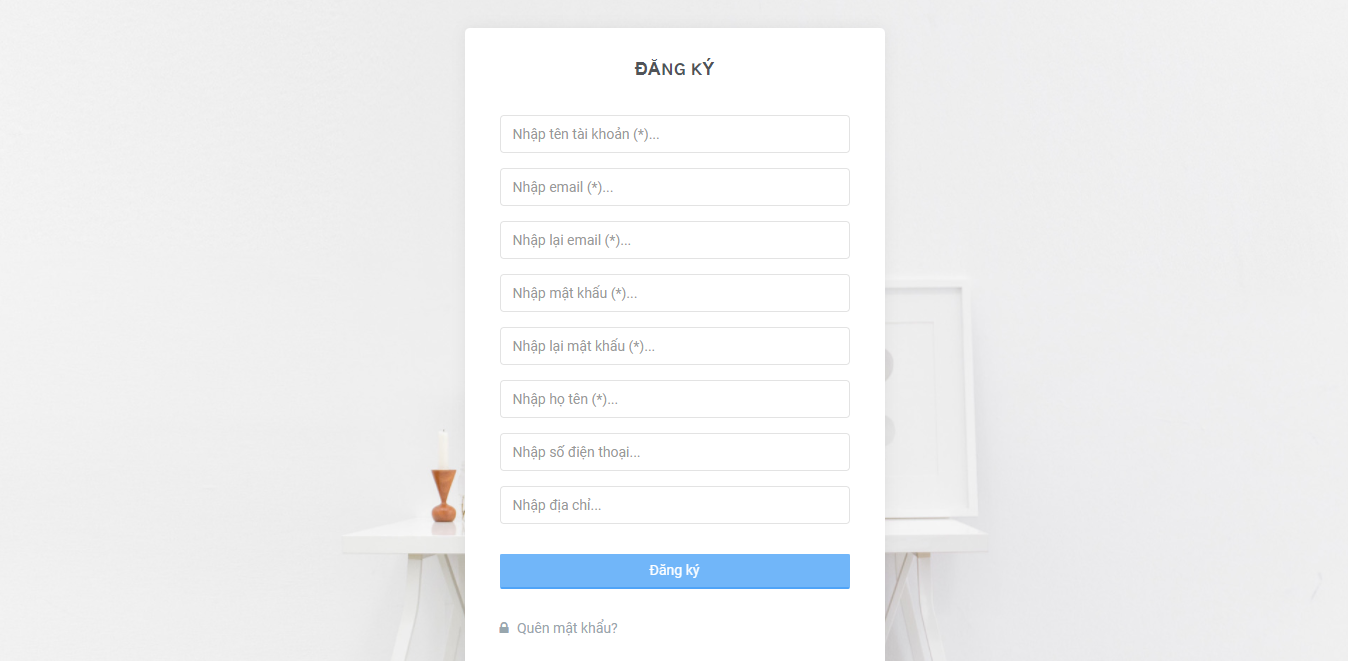 ĐĂNG KÝ
Nhập tên tài khoản (*)...
Nhập email (*)...
Nhập lại email (*)...
Nhập mật khẩu (*)...
Nhập lại mật khẩu (*)...
Nhập họ tên (*)...
Nhập số điện thoại...
Nhập địa chỉ...
Đăng ký
Quên mật khẩu?